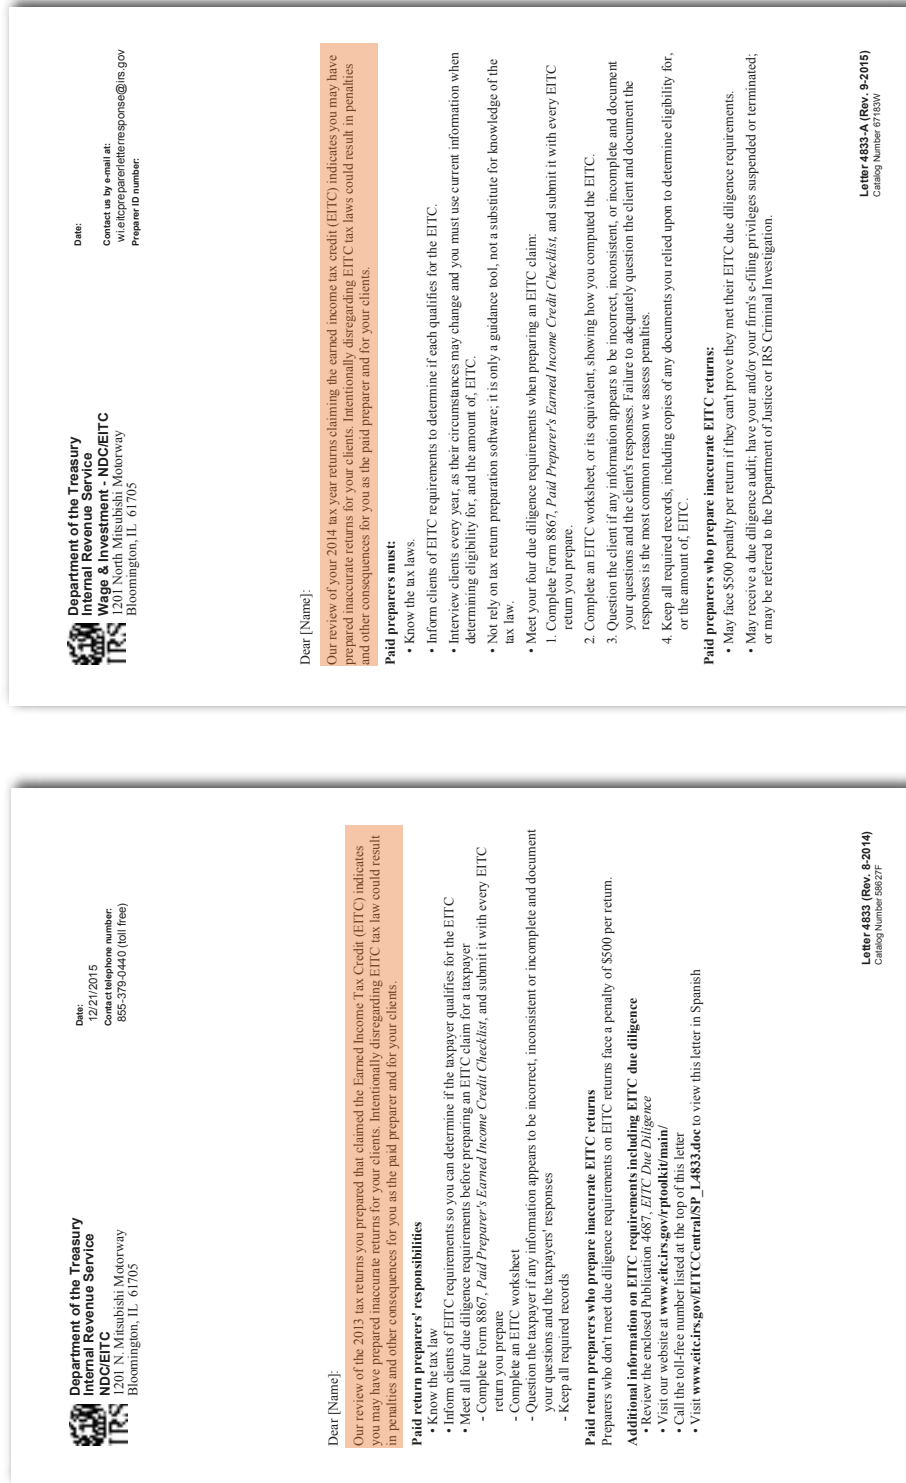 IRS
Department of the Treasury
Internal Revenue Service
NDC/EITC
1201 N. Mitsubishi Motorway
Bloomington, IL 61705
Date:
12/21/2015
Contact telephone number:
855-379-0440 (toll free)
Dear [Name]:
Our review of the 2013 tax returns you prepared that claimed the Earned Income Tax Credit (EITC) indicates
you may have prepared inaccurate returns for your clients. Intentionally disregarding EITC tax law could result
in penalties and other consequences for you as the paid preparer and for your clients.
Paid return preparers' responsibilities
• Know the tax law
• Inform clients of EITC requirements so you can determine if the taxpayer qualifies for the EITC
• Meet all four due diligence requirements before preparing an EITC claim for a taxpayer
- Complete Form 8867, Paid Preparer's Earned Income Credit Checklist, and submit it with every EITC
return you prepare
- Complete an EITC worksheet
- Question the taxpayer if any information appears to be incorrect, inconsistent or incomplete and document
your questions and the taxpayers' responses
- Keep all required records
Paid return preparers who prepare inaccurate EITC returns
Preparers who don't meet due diligence requirements on EITC returns face a penalty of $500 per return.
Additional information on EITC requirements including EITC due diligence
• Review the enclosed Publication 4687, EITC Due Diligence
• Visit our website at www.eitc.irs.gov/rptoolkit/main/
• Call the toll-free number listed at the top of this letter
• Visit www.eitc.irs.gov/EITCCentral/SP_L4833.doc to view this letter in Spanish
Letter 4833 (Rev. 8-2014)
Catalog Number 58627F
IRS
Department of the Treasury
Internal Revenue Service
Wage & Investment - NDC/EITC
1201 North Mitsubishi Motorway
Bloomington, IL 61705
Date:
Contact us by e-mail at:
wi.eitcpreparerletterresponse@irs.gov
Preparer ID number:
Dear [Name]:
Our review of your 2014 tax year returns claiming the earned income tax credit (EITC) indicates you may have
prepared inaccurate returns for your clients. Intentionally disregarding EITC tax laws could result in penalties
and other consequences for you as the paid preparer and for your clients.
Paid preparers must:
• Know the tax laws.
• Inform clients of EITC requirements to determine if each qualifies for the EITC.
• Interview clients every year, as their circumstances may change and you must use current information when
determining eligibility for, and the amount of, EITC.
• Not rely on tax return preparation software; it is only a guidance tool, not a substitute for knowledge of the
tax law.
• Meet your four due diligence requirements when preparing an EITC claim:
1. Complete Form 8867, Paid Preparer's Earned Income Credit Checklist, and submit it with every EITC
return you prepare.
2. Complete an EITC worksheet, or its equivalent, showing how you computed the EITC.
3. Question the client if any information appears to be incorrect, inconsistent, or incomplete and document
your questions and the client's responses. Failure to adequately question the client and document the
responses is the most common reason we assess penalties.
4. Keep all required records, including copies of any documents you relied upon to determine eligibility for,
or the amount of, EITC.
Paid preparers who prepare inaccurate EITC returns:
• May face $500 penalty per return if they can't prove they met their EITC due diligence requirements.
• May receive a due diligence audit; have your and/or your firm's e-filing privileges suspended or terminated;
or may be referred to the Department of Justice or IRS Criminal Investigation.
Letter 4833-A (Rev. 9-2015)
Catalog Number 67183W